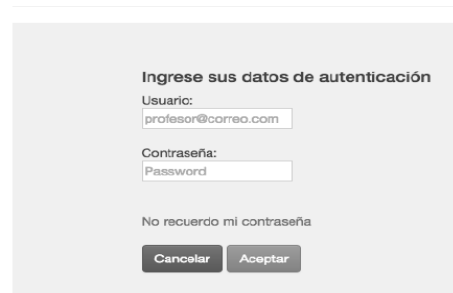 Ingrese sus datos de autenticación
Usuario:
profesor@correo.com
Contraseña:
Password
No recuerdo mi contraseña
Cancelar Aceptar